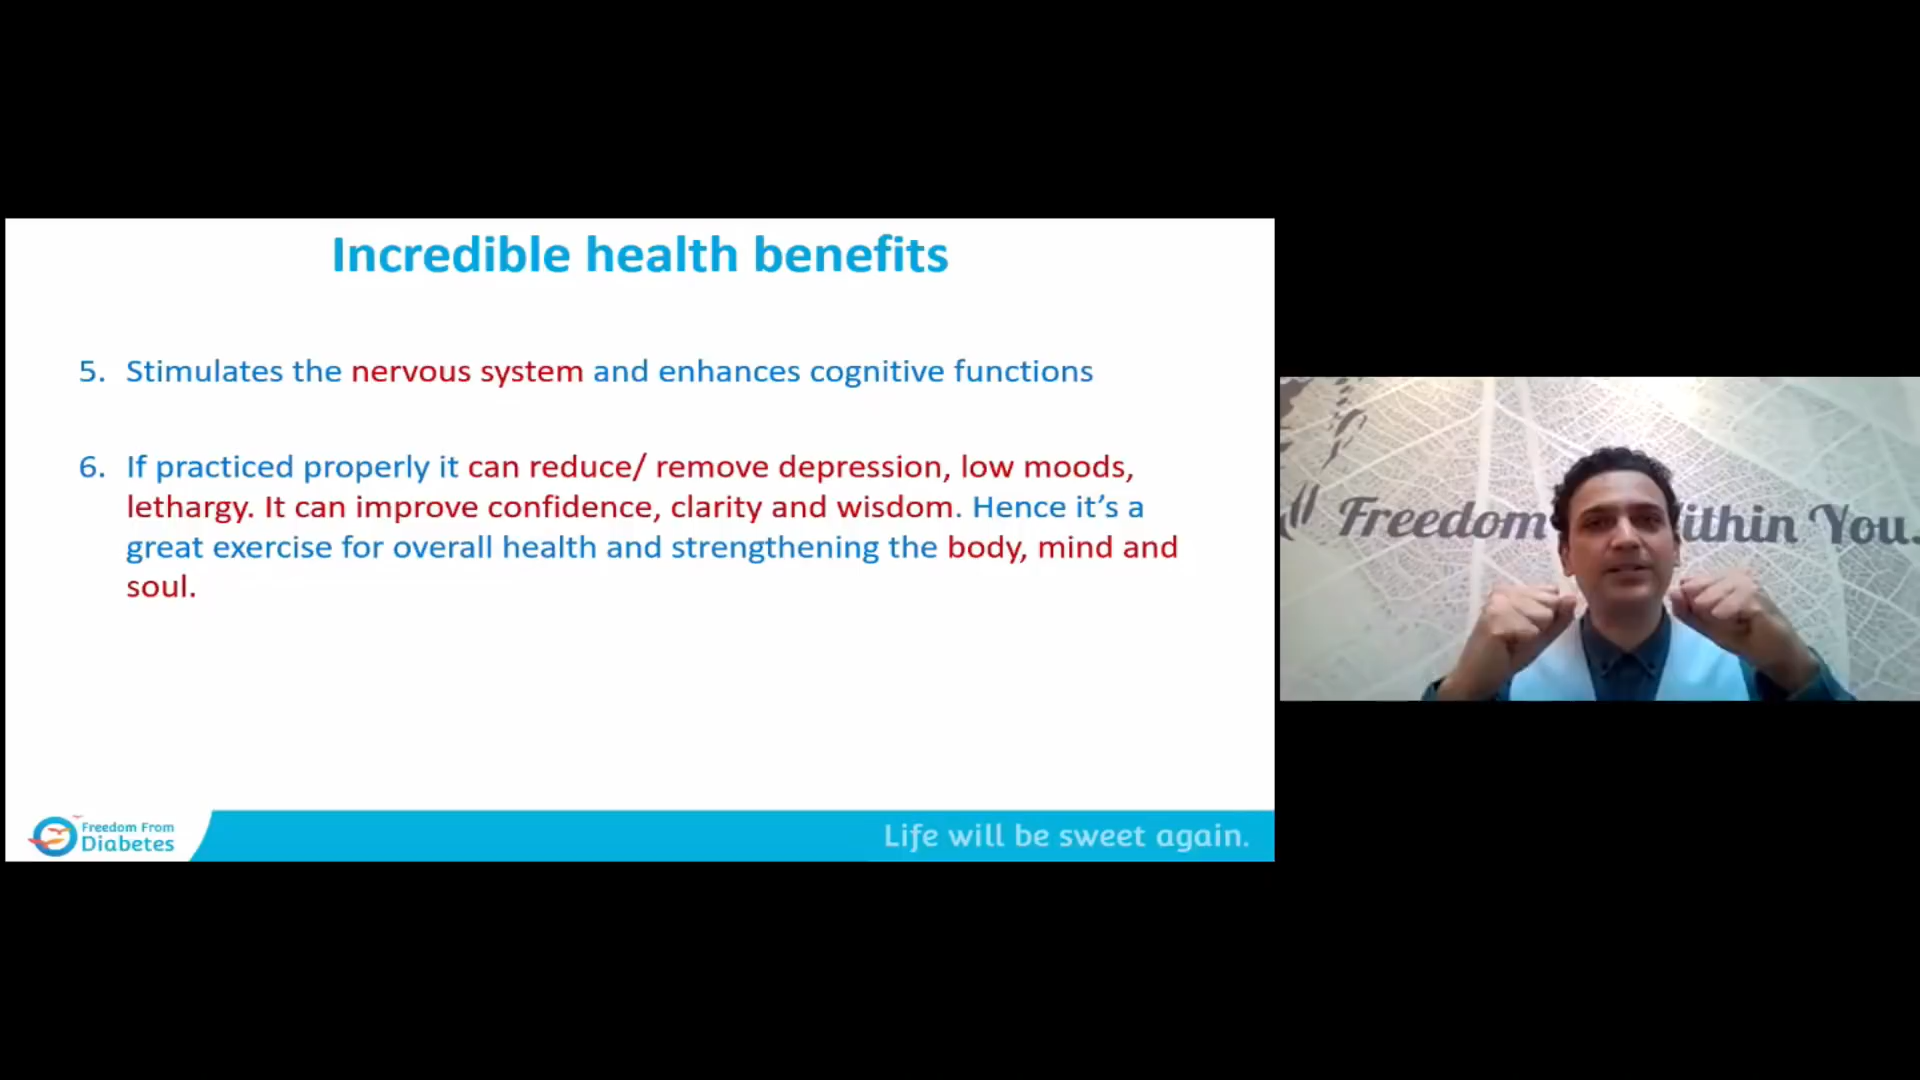 Incredible health benefits
5. Stimulates the nervous system and enhances cognitive functions
6. If practiced properly it can reduce/ remove depression, low moods,
lethargy. It can improve confidence, clarity and wisdom. Hence it's a
great exercise for overall health and strengthening the body, mind and
soul.
Freedom From
Diabetes
Life will be sweet again.
Freedom ithin You.